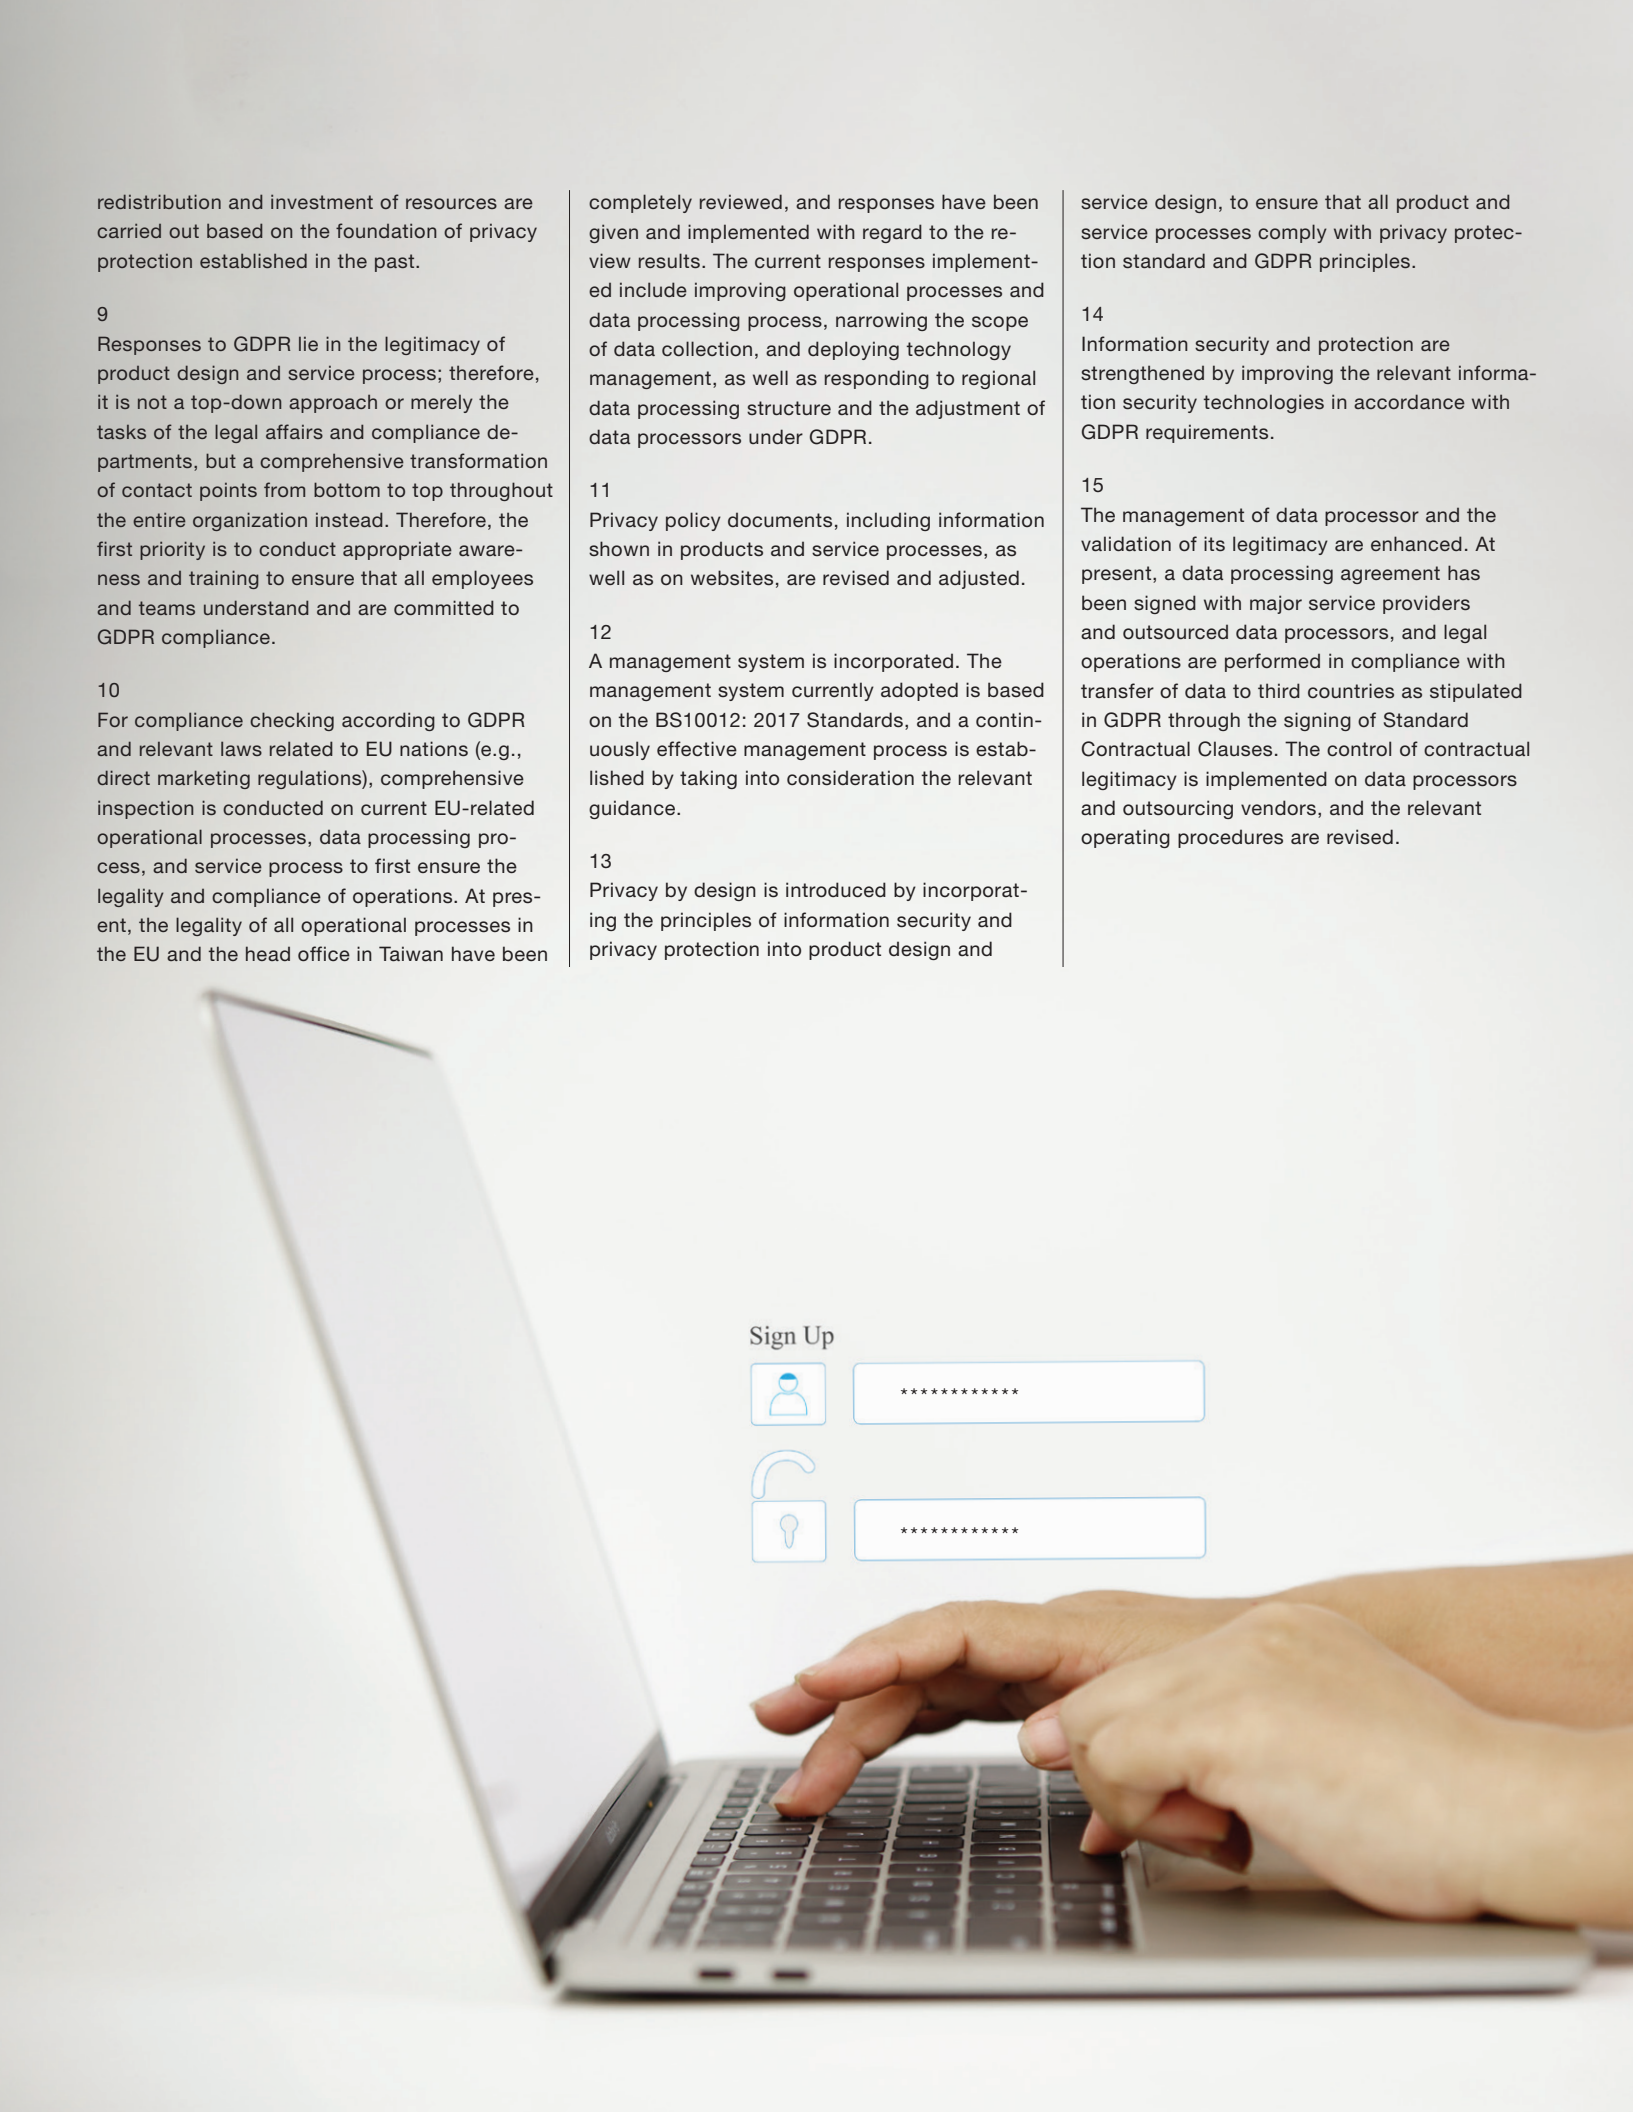 redistribution and investment of resources are
carried out based on the foundation of privacy
protection established in the past.
9
Responses to GDPR lie in the legitimacy of
product design and service process; therefore,
it is not a top-down approach or merely the
tasks of the legal affairs and compliance de-
partments, but a comprehensive transformation
of contact points from bottom to top throughout
the entire organization instead. Therefore, the
first priority is to conduct appropriate aware-
ness and training to ensure that all employees
and teams understand and are committed to
GDPR compliance.
10
For compliance checking according to GDPR
and relevant laws related to EU nations (e.g.,
direct marketing regulations), comprehensive
inspection is conducted on current EU-related
operational processes, data processing pro-
cess, and service process to first ensure the
legality and compliance of operations. At pres-
ent, the legality of all operational processes in
the EU and the head office in Taiwan have been
completely reviewed, and responses have been
given and implemented with regard to the re-
view results. The current responses implement-
ed include improving operational processes and
data processing process, narrowing the scope
of data collection, and deploying technology
management, as well as responding to regional
data processing structure and the adjustment of
data processors under GDPR.
11
Privacy policy documents, including information
shown in products and service processes, as
well as on websites, are revised and adjusted.
12
A management system is incorporated. The
management system currently adopted is based
on the BS10012: 2017 Standards, and a contin-
uously effective management process is estab-
lished by taking into consideration the relevant
guidance.
13
Privacy by design is introduced by incorporat-
ing the principles of information security and
privacy protection into product design and
service design, to ensure that all product and
service processes comply with privacy protec-
tion standard and GDPR principles.
14
Information security and protection are
strengthened by improving the relevant informa-
tion security technologies in accordance with
GDPR requirements.
15
The management of data processor and the
validation of its legitimacy are enhanced. At
present, a data processing agreement has
been signed with major service providers
and outsourced data processors, and legal
operations are performed in compliance with
transfer of data to third countries as stipulated
in GDPR through the signing of Standard
Contractual Clauses. The control of contractual
legitimacy is implemented on data processors
and outsourcing vendors, and the relevant
operating procedures are revised.
Sign Up
************
************